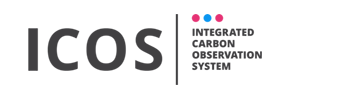 ICOS
INTEGRATED
CARBON
OBSERVATION
SYSTEM